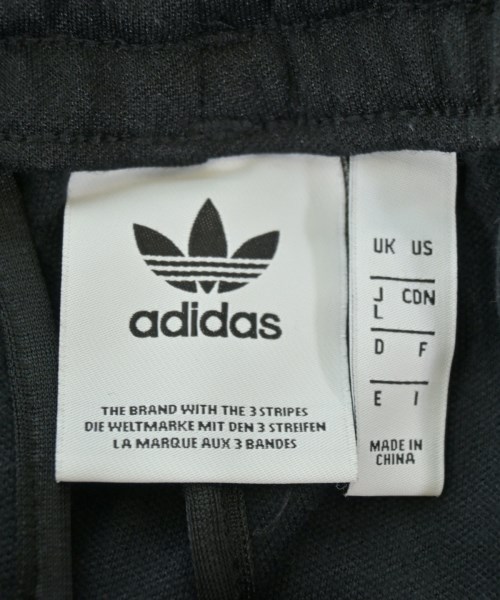 adidas
THE BRAND WITH THE 3 STRIPES
DIE WELTMARKE MIT DEN 3 STREIFEN
LA MARQUE AUX 3 BANDES
UK US
J CDN
L
D F
E I
MADE IN
CHINA